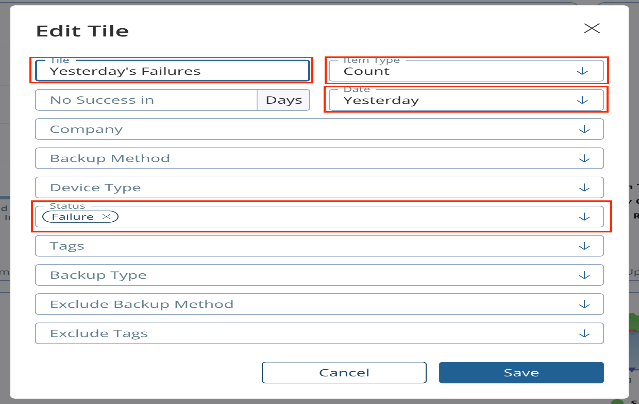 Edit Tile
Title
Yesterday's Failures
Item Type
Count
No Success in
Days
Date
Yesterday
Company
Backup Method
Device Type
Status
Failure
Tags
Backup Type
Exclude Backup Method
Exclude Tags
Cancel
Save